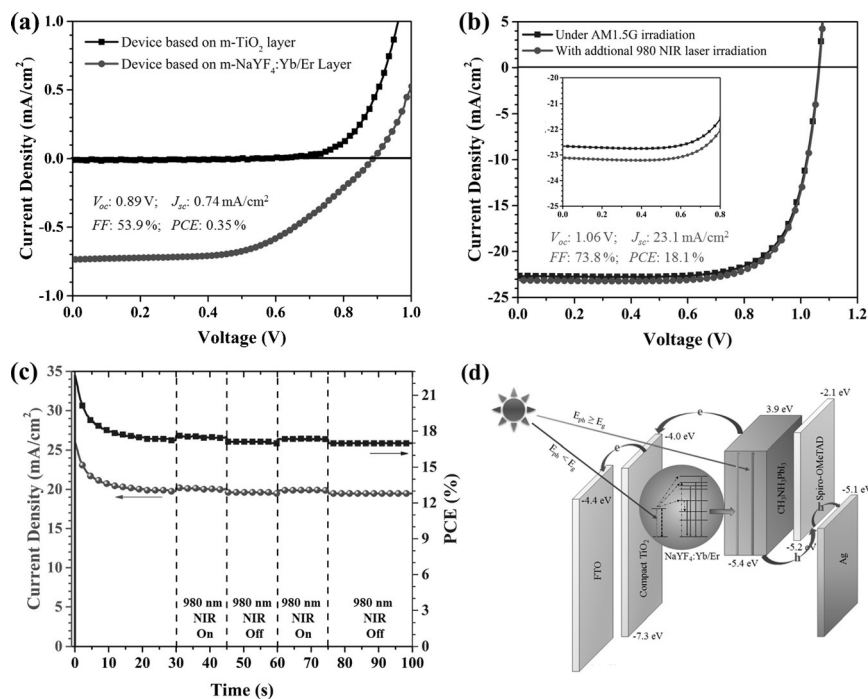 (a)
1.0
0.5
0.0
-0.5
-1.0
Current Density (mA/cm²)
Device based on m-TiO₂ layer
Device based on m-NaYF₄:Yb/Er Layer
Voc: 0.89 V; Jsc: 0.74 mA/cm²
FF: 53.9 %; PCE: 0.35 %
0.0 0.2 0.4 0.6 0.8 1.0
Voltage (V)
(b)
5
0
-5
-10
-15
-20
-25
Current Density (mA/cm²)
Under AM1.5G irradiation
With addtional 980 NIR laser irradiation
-20
-21
-22
-23
-24
-25
0.0 0.2 0.4 0.6 0.8
Voc: 1.06 V; Jsc: 23.1 mA/cm²
FF: 73.8 %; PCE: 18.1 %
0.0 0.2 0.4 0.6 0.8 1.0 1.2
Voltage (V)
(c)
35
30
25
20
15
10
5
0
Current Density (mA/cm²)
21
18
15
12
9
6
3
0
PCE (%)
980 nm 980 nm 980 nm 980 nm
NIR NIR NIR NIR
On Off On Off
0 10 20 30 40 50 60 70 80 90 100
Time (s)
(d)
Eph ≥ Eg
Eph < Eg
e
e
-4.0 eV
3.9 eV
-2.1 eV
-4.4 eV
FTO
Compact TiO₂
NaYF₄:Yb/Er
CH₃NH₃PbI₃
Spiro-OMeTAD
-5.1 eV
h
-5.2 eV
-5.4 eV
h
Ag
-7.3 eV